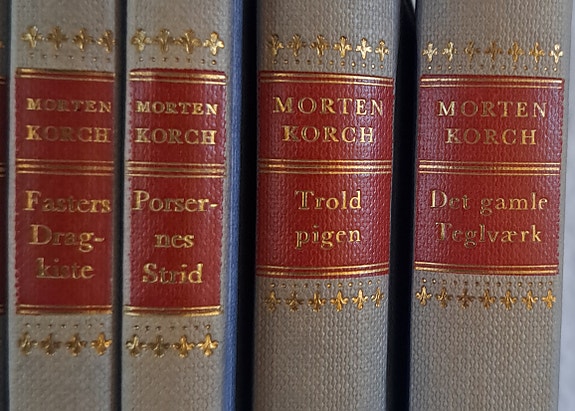 MORTEN
KORCH
Fasters
Drag-
kiste
MORTEN
KORCH
Porser-
nes
Strid
MORTEN
KORCH
Trold
pigen
MORTEN
KORCH
Det gamle
Teglværk